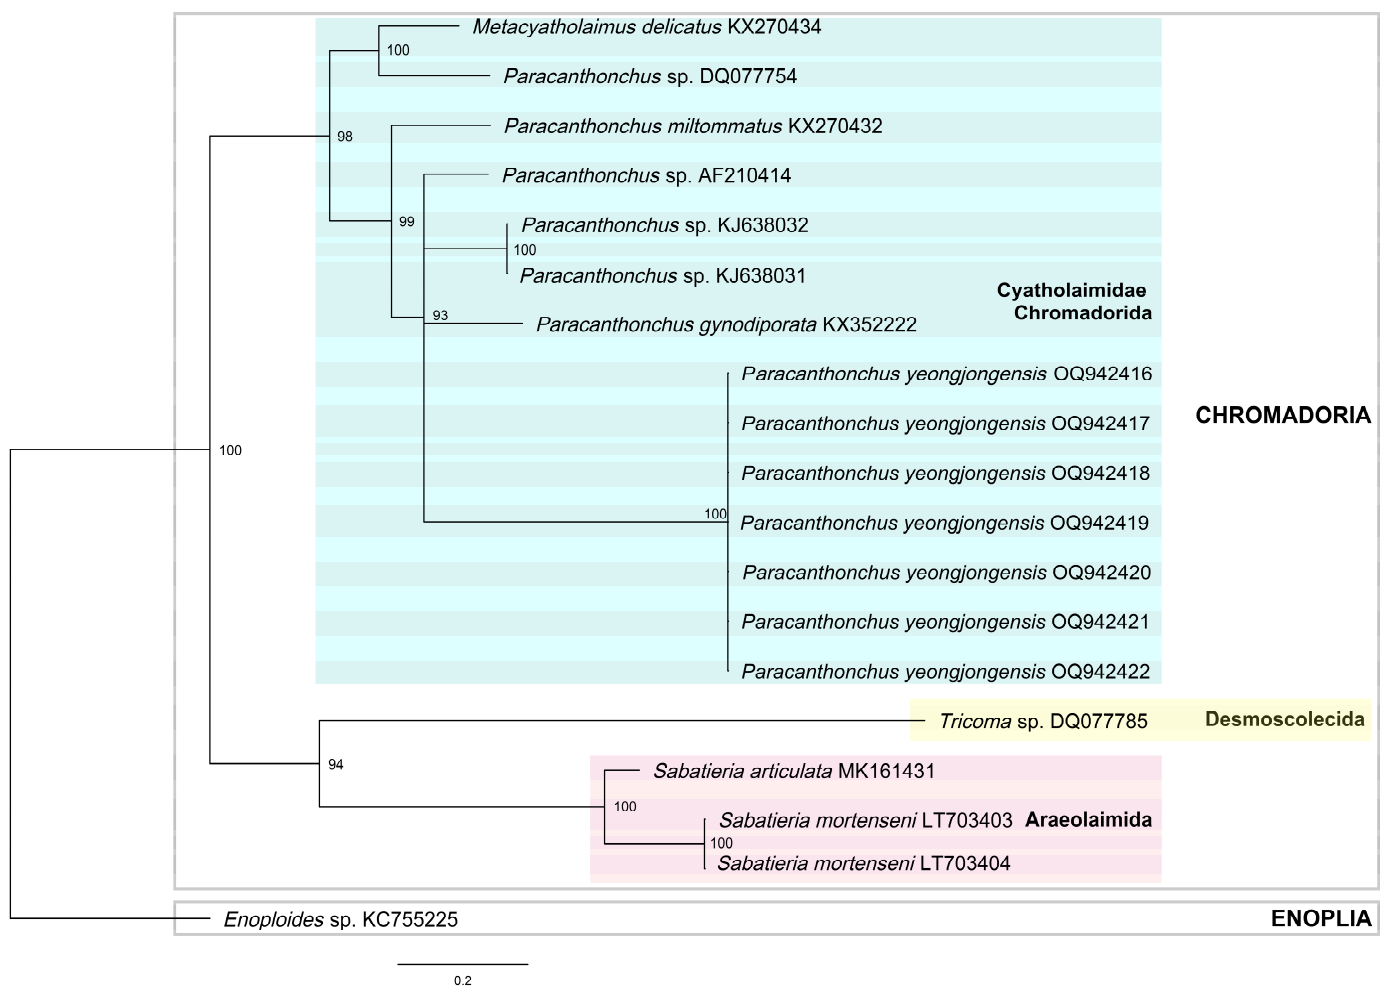 Metacyatholaimus delicatus KX270434
100
Paracanthonchus sp. DQ077754
Paracanthonchus miltommatus KX270432
98
Paracanthonchus sp. AF210414
99
Paracanthonchus sp. KJ638032
100
Paracanthonchus sp. KJ638031
Cyatholaimidae
Chromadorida
93
Paracanthonchus gynodiporata KX352222
Paracanthonchus yeongjongensis OQ942416
CHROMADORIA
Paracanthonchus yeongjongensis OQ942417
100
Paracanthonchus yeongjongensis OQ942418
100
Paracanthonchus yeongjongensis OQ942419
Paracanthonchus yeongjongensis OQ942420
Paracanthonchus yeongjongensis OQ942421
Paracanthonchus yeongjongensis OQ942422
Tricoma sp. DQ077785 Desmoscolecida
94
Sabatieria articulata MK161431
100
Sabatieria mortenseni LT703403 Araeolaimida
100
Sabatieria mortenseni LT703404
Enoploides sp. KC755225 ENOPLIA
0.2